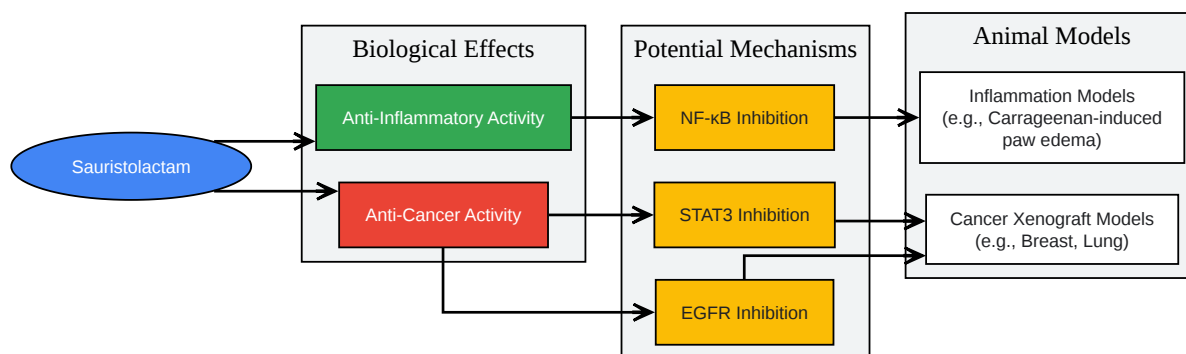 Sauristolactam
Biological Effects
Anti-Inflammatory Activity
Anti-Cancer Activity
Potential Mechanisms
NF-κB Inhibition
STAT3 Inhibition
EGFR Inhibition
Animal Models
Inflammation Models
(e.g., Carrageenan-induced
paw edema)
Cancer Xenograft Models
(e.g., Breast, Lung)